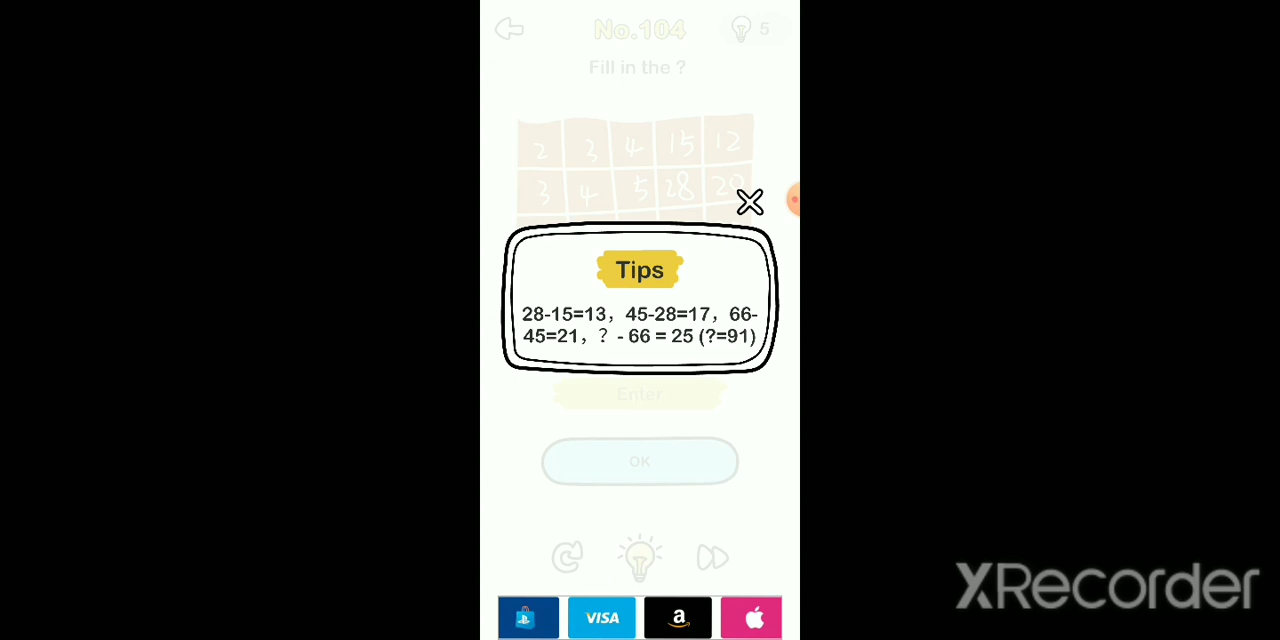 No.104
5
Fill in the ?
2 3 4 15 12
3 4 5 28 20
Tips
28-15=13，45-28=17，66-
45=21，？- 66 = 25 (?=91)
Enter
OK
VISA
a
XRecorder